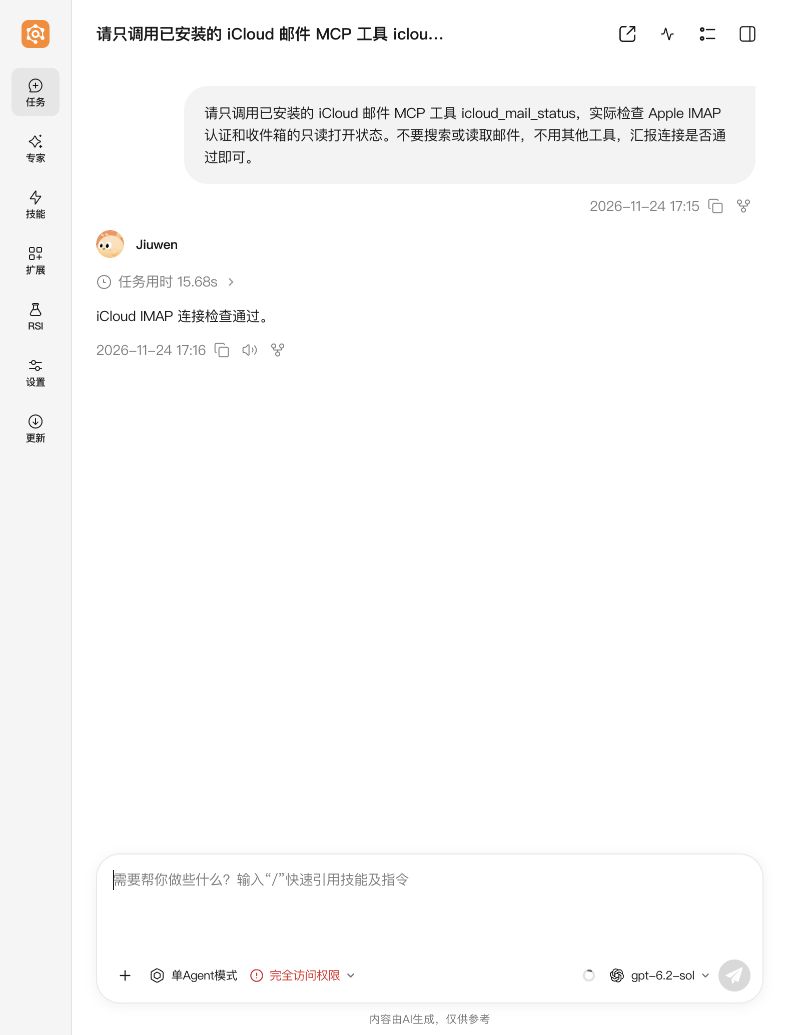 请只调用已安装的 iCloud 邮件 MCP 工具 iclou...
任务
专家
技能
扩展
RSI
设置
更新
请只调用已安装的 iCloud 邮件 MCP 工具 icloud_mail_status，实际检查 Apple IMAP
认证和收件箱的只读打开状态。不要搜索或读取邮件，不用其他工具，汇报连接是否通
过即可。
2026-11-24 17:15
Jiuwen
任务用时 15.68s
iCloud IMAP 连接检查通过。
2026-11-24 17:16
需要帮你做些什么？输入“/”快速引用技能及指令
单Agent模式
完全访问权限
gpt-6.2-sol
内容由AI生成，仅供参考